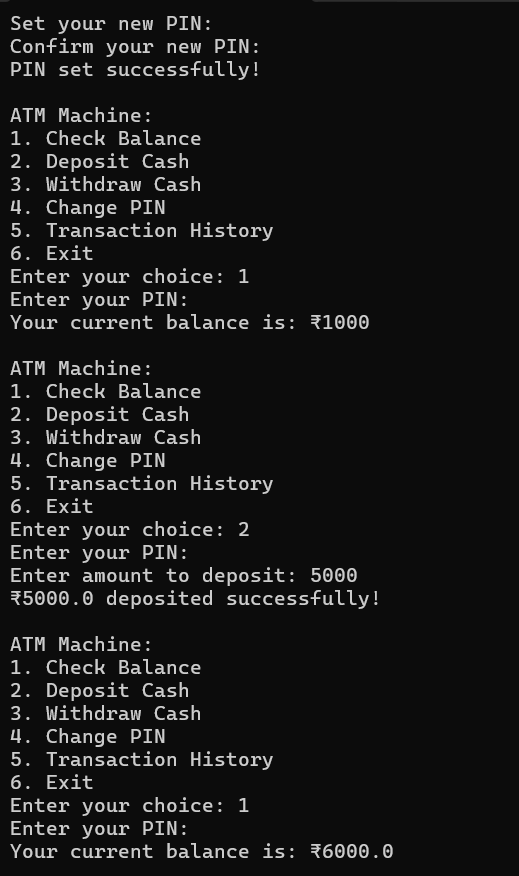 Set your new PIN:
Confirm your new PIN:
PIN set successfully!
ATM Machine:
1. Check Balance
2. Deposit Cash
3. Withdraw Cash
4. Change PIN
5. Transaction History
6. Exit
Enter your choice: 1
Enter your PIN:
Your current balance is: ₹1000
ATM Machine:
1. Check Balance
2. Deposit Cash
3. Withdraw Cash
4. Change PIN
5. Transaction History
6. Exit
Enter your choice: 2
Enter your PIN:
Enter amount to deposit: 5000
₹5000.0 deposited successfully!
ATM Machine:
1. Check Balance
2. Deposit Cash
3. Withdraw Cash
4. Change PIN
5. Transaction History
6. Exit
Enter your choice: 1
Enter your PIN:
Your current balance is: ₹6000.0